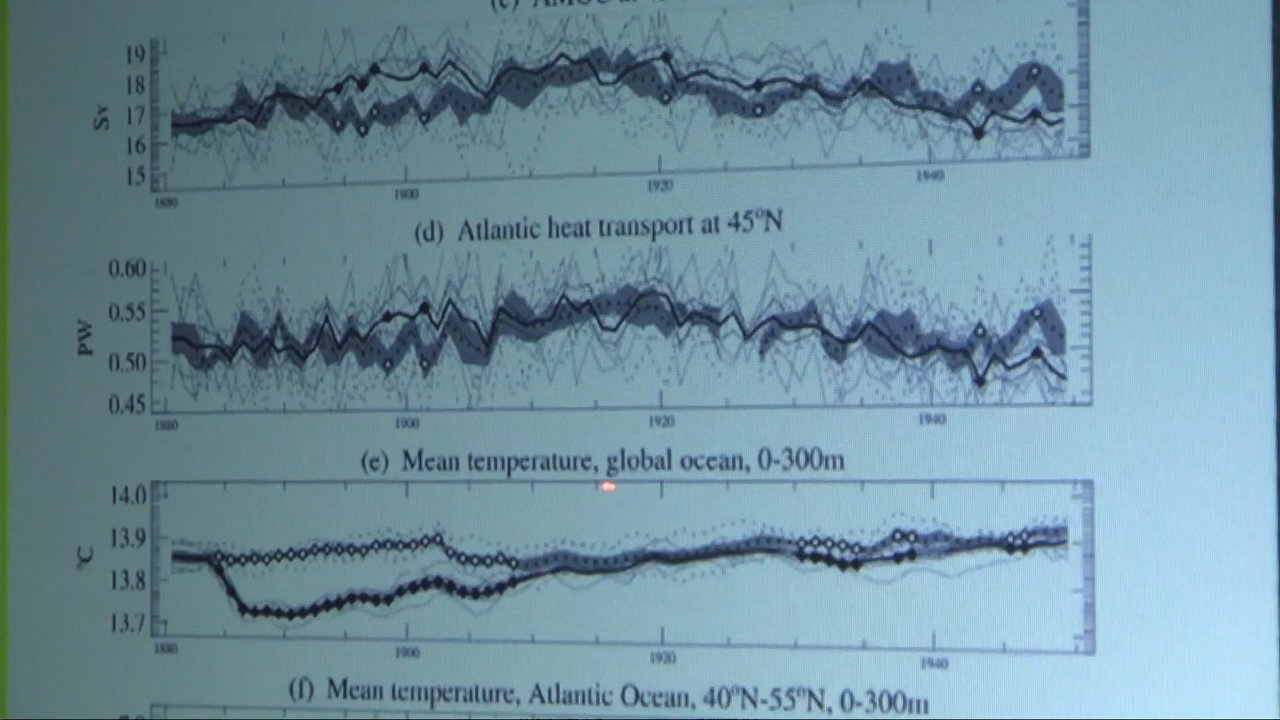 19
18
17
16
15
Sv
1880 1900 1920 1940
(d) Atlantic heat transport at 45°N
0.60
0.55
0.50
0.45
PW
1880 1900 1920 1940
(e) Mean temperature, global ocean, 0-300m
14.0
13.9
13.8
13.7
°C
1880 1900 1920 1940
(f) Mean temperature, Atlantic Ocean, 40°N-55°N, 0-300m